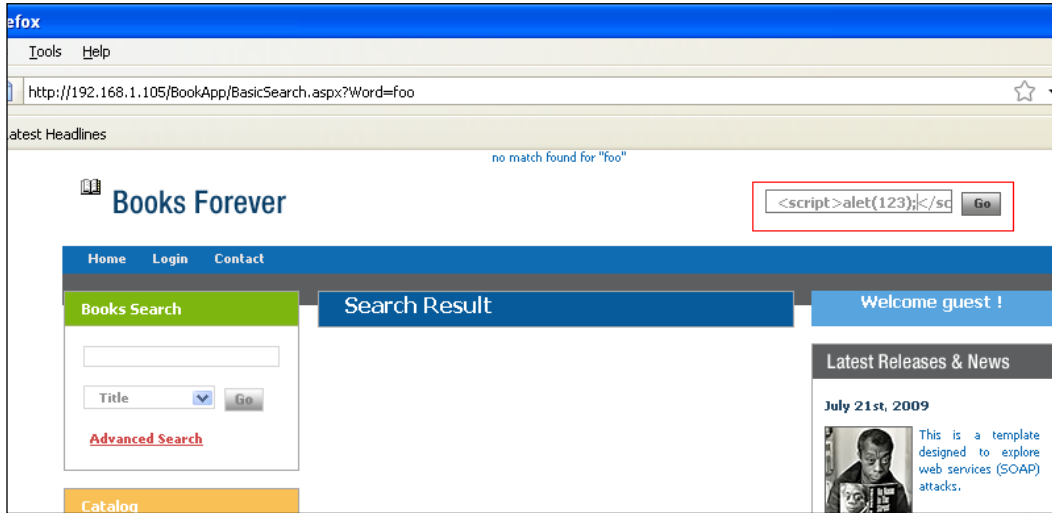 efox
Tools Help
http://192.168.1.105/BookApp/BasicSearch.aspx?Word=foo
atest Headlines
no match found for "foo"
Books Forever
<script>alet(123);</sc Go
Home Login Contact
Books Search
Search Result
Welcome guest !
Title Go
Advanced Search
Latest Releases & News
July 21st, 2009
This is a template
designed to explore
web services (SOAP)
attacks.
Catalog